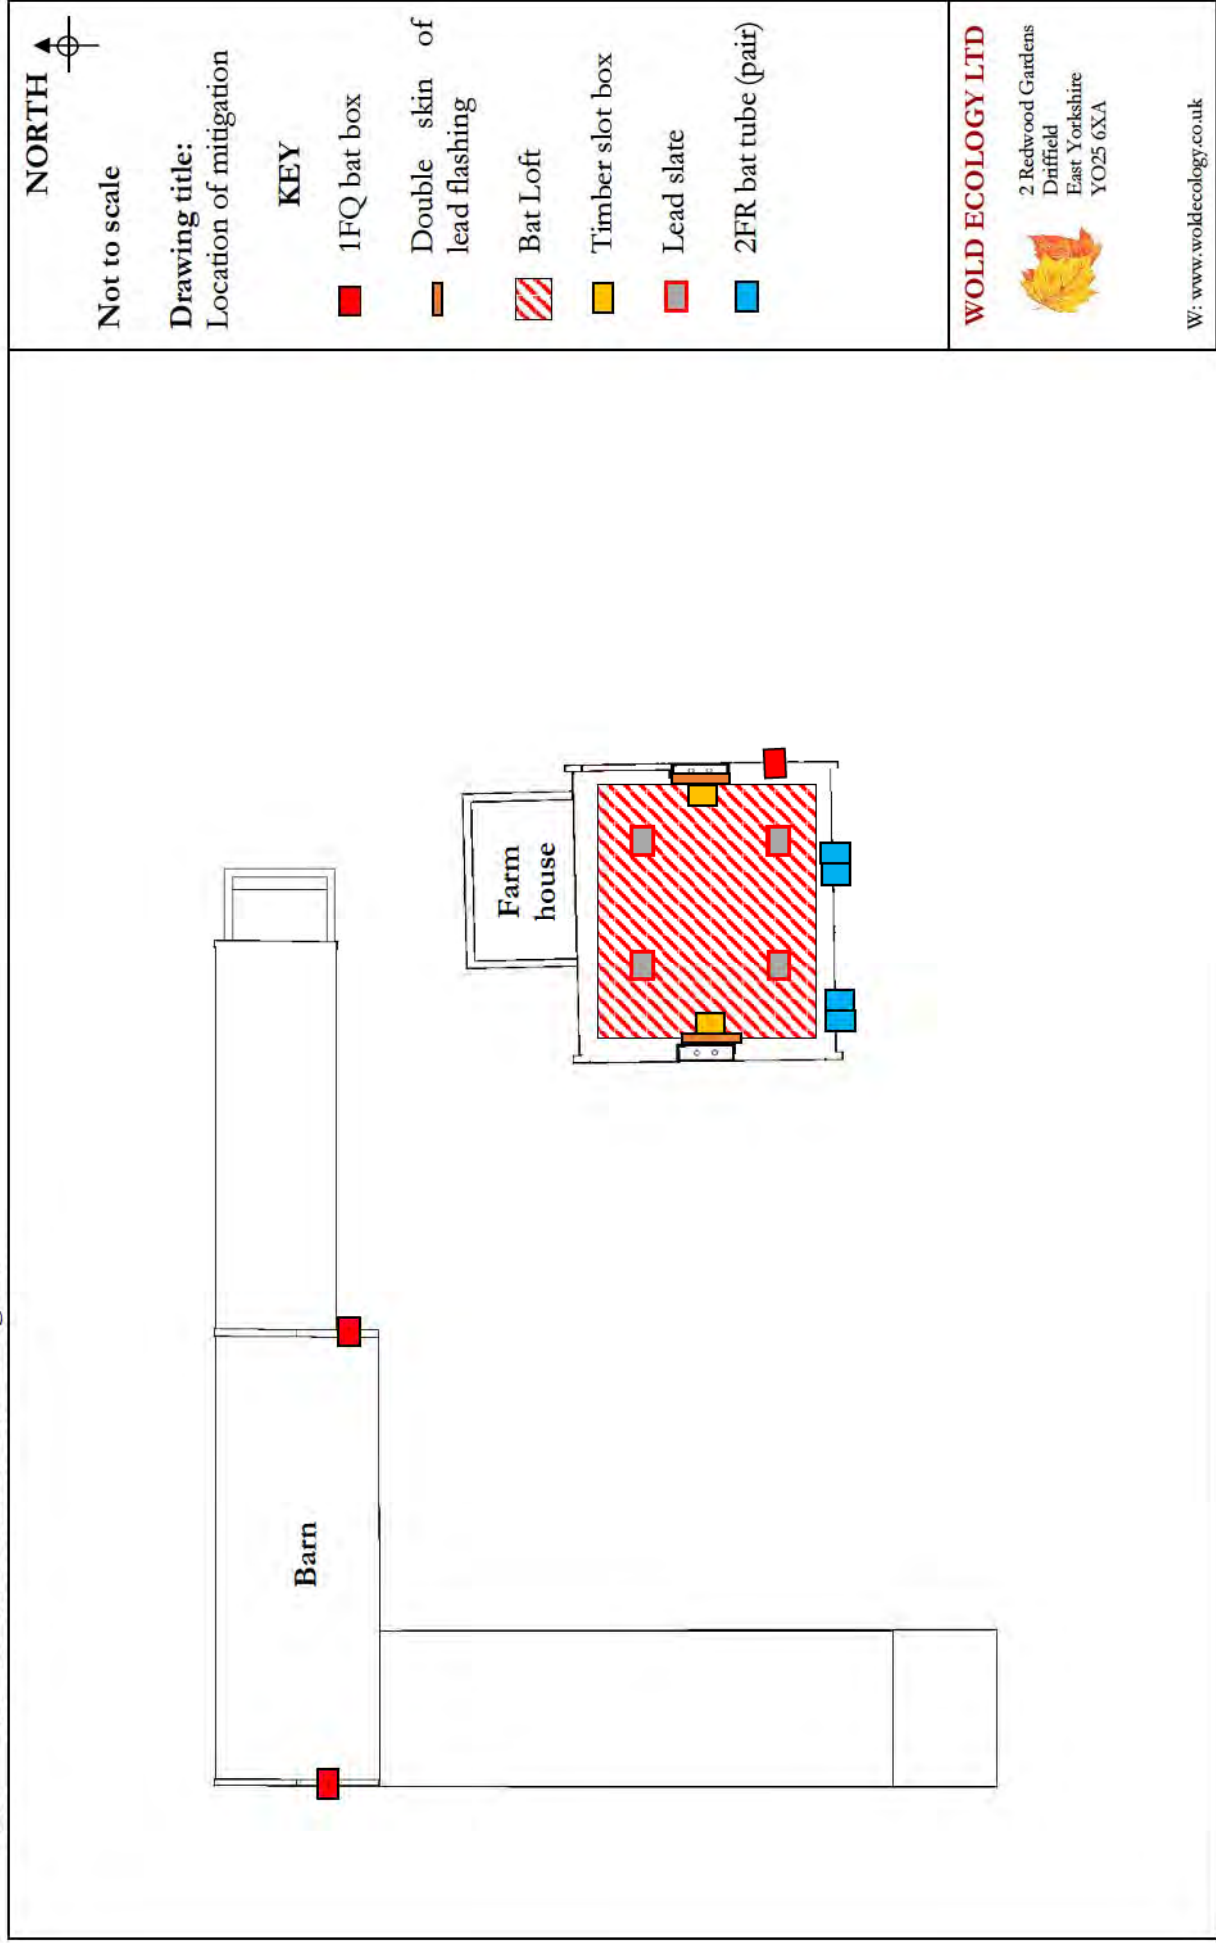 NORTH
Not to scale
Drawing title:
Location of mitigation
KEY
1FQ bat box
Double skin of
lead flashing
Bat Loft
Timber slot box
Lead slate
2FR bat tube (pair)
WOLD ECOLOGY LTD
2 Redwood Gardens
Driffield
East Yorkshire
YO25 6XA
W: www.woldecology.co.uk
Barn
Farm
house